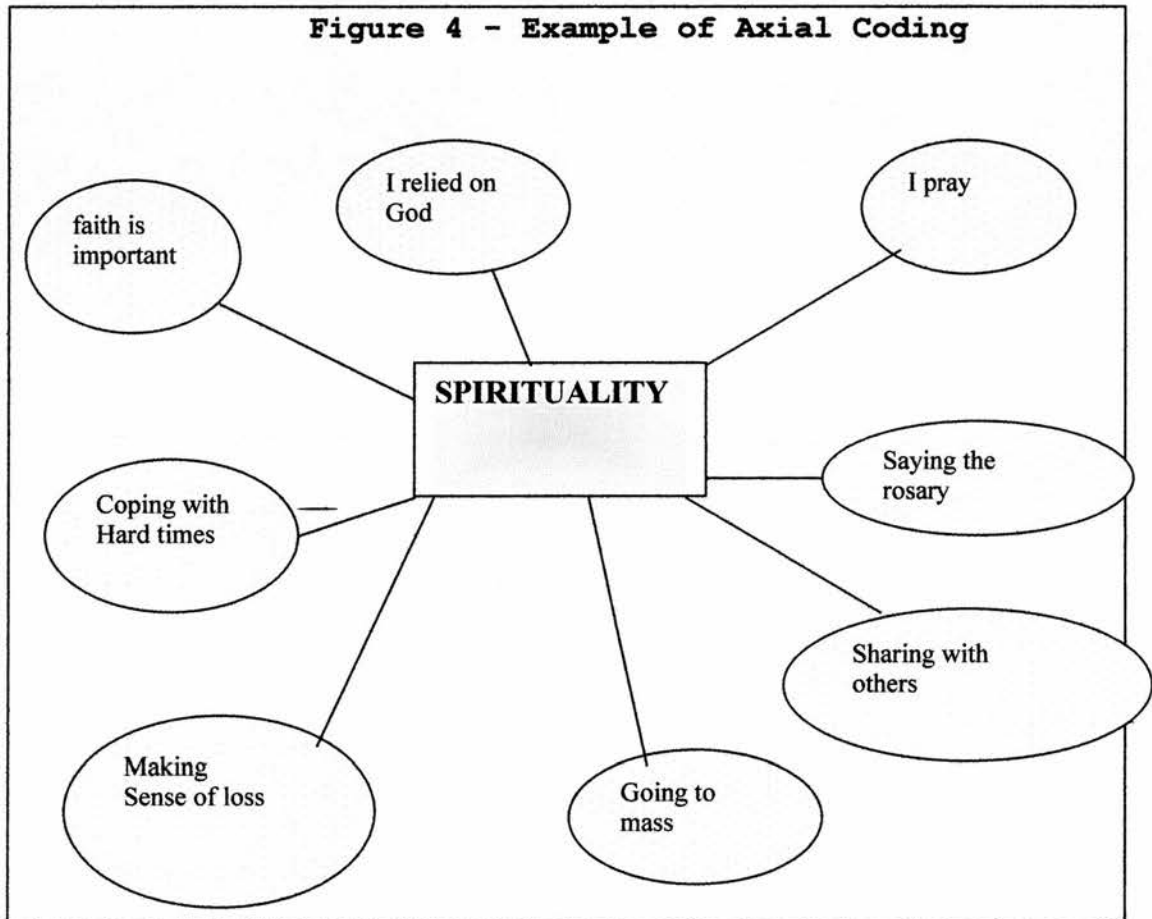 Figure 4 - Example of Axial Coding
I relied on
God
I pray
faith is
important
SPIRITUALITY
Saying the
rosary
Coping with
Hard times
Sharing with
others
Making
Sense of loss
Going to
mass